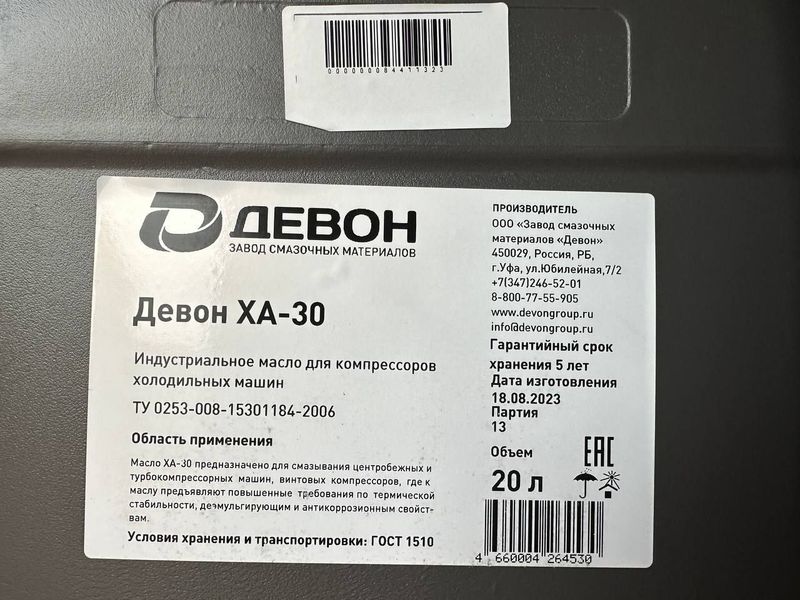 000000084411323
ДЕВОН
ЗАВОД СМАЗОЧНЫХ МАТЕРИАЛОВ
Девон ХА-30
Индустриальное масло для компрессоров
холодильных машин
ТУ 0253-008-15301184-2006
Область применения
Масло ХА-30 предназначено для смазывания центробежных и
турбокомпрессорных машин, винтовых компрессоров, где к
маслу предъявляют повышенные требования по термической
стабильности, деэмульгирующим и антикоррозионным свойст-
вам.
Условия хранения и транспортировки: ГОСТ 1510
ПРОИЗВОДИТЕЛЬ
ООО «Завод смазочных
материалов «Девон»
450029, Россия, РБ,
г.Уфа, ул.Юбилейная,7/2
+7(347)246-52-01
8-800-77-55-905
www.devongroup.ru
info@devongroup.ru
Гарантийный срок
хранения 5 лет
Дата изготовления
18.08.2023
Партия
13
Объем
20 л
EAC
4 660004 264530